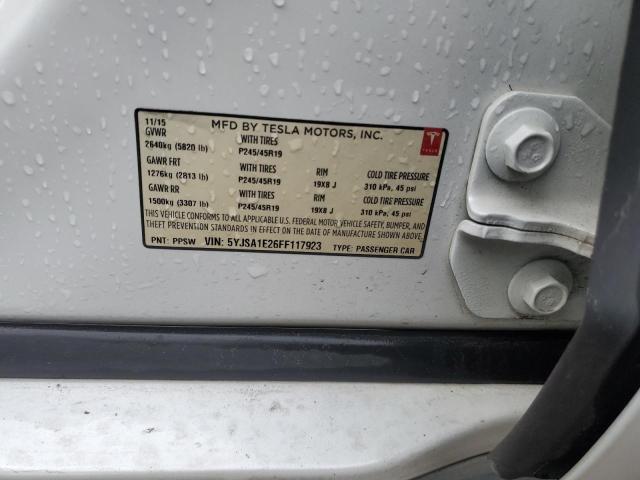 11/15 MFD BY TESLA MOTORS, INC.
GVWR WITH TIRES
2640kg (5820 lb) P245/45R19
GAWR FRT WITH TIRES RIM COLD TIRE PRESSURE
1276kg (2813 lb) P245/45R19 19X8 J 310 kPa, 45 psi
GAWR RR WITH TIRES RIM COLD TIRE PRESSURE
1500kg (3307 lb) P245/45R19 19X8 J 310 kPa, 45 psi
THIS VEHICLE CONFORMS TO ALL APPLICABLE U.S. FEDERAL MOTOR VEHICLE SAFETY, BUMPER, AND
THEFT PREVENTION STANDARDS IN EFFECT ON THE DATE OF MANUFACTURE SHOWN ABOVE.
PNT: PPSW VIN: 5YJSA1E26FF117923 TYPE: PASSENGER CAR
TESLA